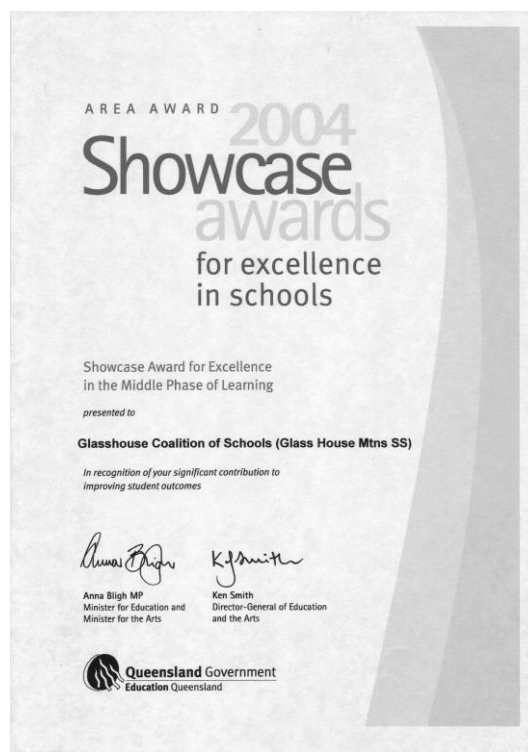 AREA AWARD
2004
Showcase
awards
for excellence
in schools
Showcase Award for Excellence
in the Middle Phase of Learning
presented to
Glasshouse Coalition of Schools (Glass House Mtns SS)
In recognition of your significant contribution to
improving student outcomes
Anna Bligh
KJSmith
Anna Bligh MP
Minister for Education and
Minister for the Arts
Ken Smith
Director-General of Education
and the Arts
Queensland Government
Education Queensland